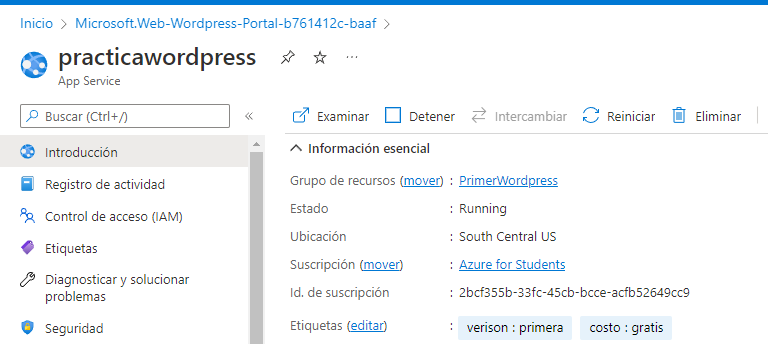 Inicio > Microsoft.Web-Wordpress-Portal-b761412c-baaf >
practicawordpress
App Service
Buscar (Ctrl+/)
«
Examinar Detener Intercambiar Reiniciar Eliminar
Introducción
Registro de actividad
Control de acceso (IAM)
Etiquetas
Diagnosticar y solucionar
problemas
Seguridad
Información esencial
Grupo de recursos (mover) : PrimerWordpress
Estado : Running
Ubicación : South Central US
Suscripción (mover) : Azure for Students
Id. de suscripción : 2bcf355b-33fc-45cb-bcce-acfb52649cc9
Etiquetas (editar) : verison : primera costo : gratis